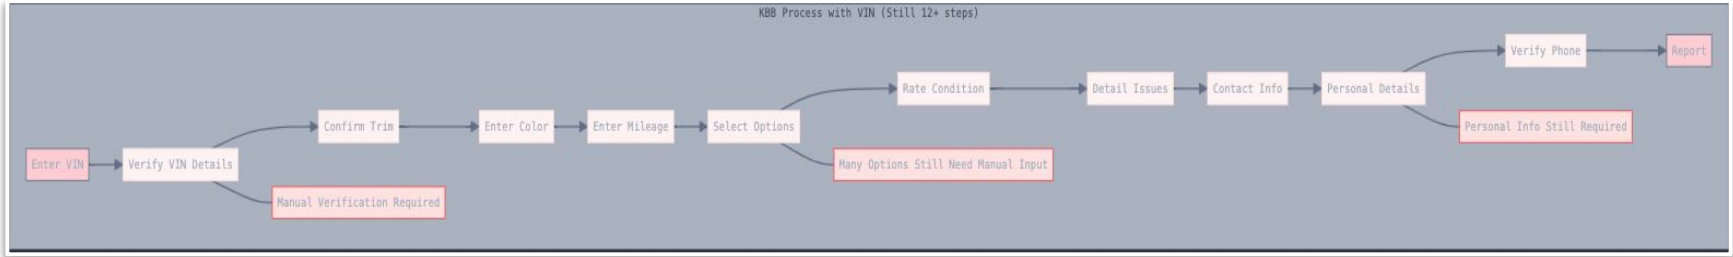 KBB Process with VIN (Still 12+ steps)
Enter VIN
Verify VIN Details
Manual Verification Required
Confirm Trim
Enter Color
Enter Mileage
Select Options
Many Options Still Need Manual Input
Rate Condition
Detail Issues
Contact Info
Personal Details
Personal Info Still Required
Verify Phone
Report